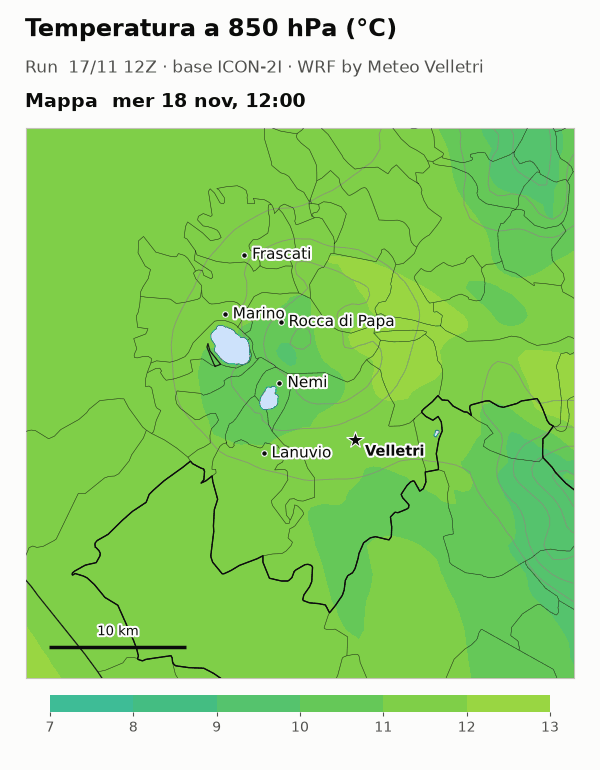 Temperatura a 850 hPa (°C)
Run  17/11 12Z · base ICON-2I · WRF by Meteo Velletri
Mappa  mer 18 nov, 12:00
Frascati
Marino
Rocca di Papa
Nemi
Velletri
Lanuvio
10 km
7 8 9 10 11 12 13